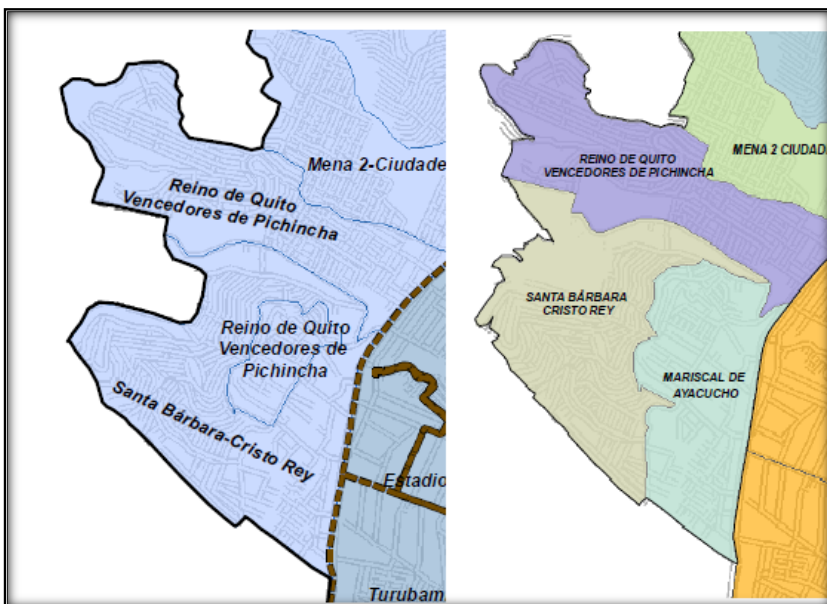 Mena 2-Ciudade
Reino de Quito
Vencedores de Pichincha
Reino de Quito
Vencedores de
Pichincha
Santa Bárbara-Cristo Rey
Estadio
Turubam
REINO DE QUITO
VENCEDORES DE PICHINCHA
MENA 2 CIUDAD
SANTA BÁRBARA
CRISTO REY
MARISCAL DE
AYACUCHO